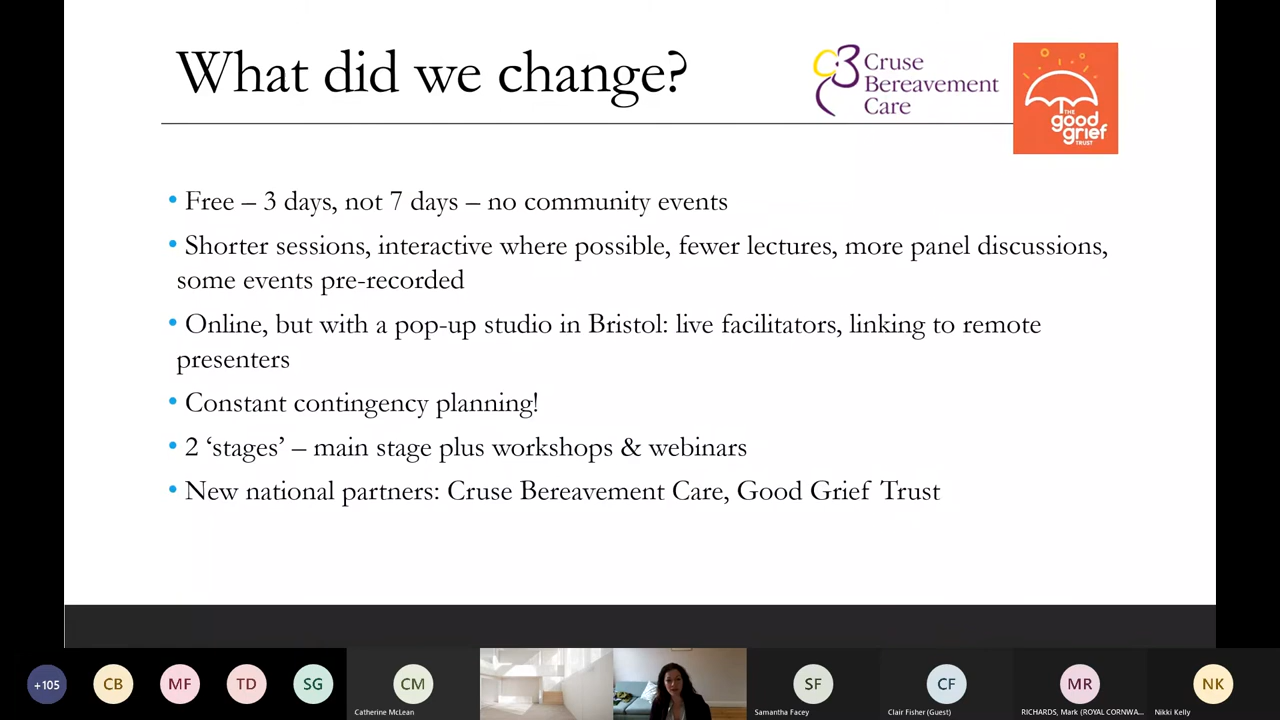 What did we change?
Cruse
Bereavement
Care
THE
good
grief
TRUST
• Free – 3 days, not 7 days – no community events
• Shorter sessions, interactive where possible, fewer lectures, more panel discussions,
some events pre-recorded
• Online, but with a pop-up studio in Bristol: live facilitators, linking to remote
presenters
• Constant contingency planning!
• 2 ‘stages’ – main stage plus workshops & webinars
• New national partners: Cruse Bereavement Care, Good Grief Trust
+105 CB MF TD SG CM SF CF MR NK
Catherine McLean Samantha Facey Clair Fisher (Guest) RICHARDS, Mark (ROYAL CORNWA... Nikki Kelly